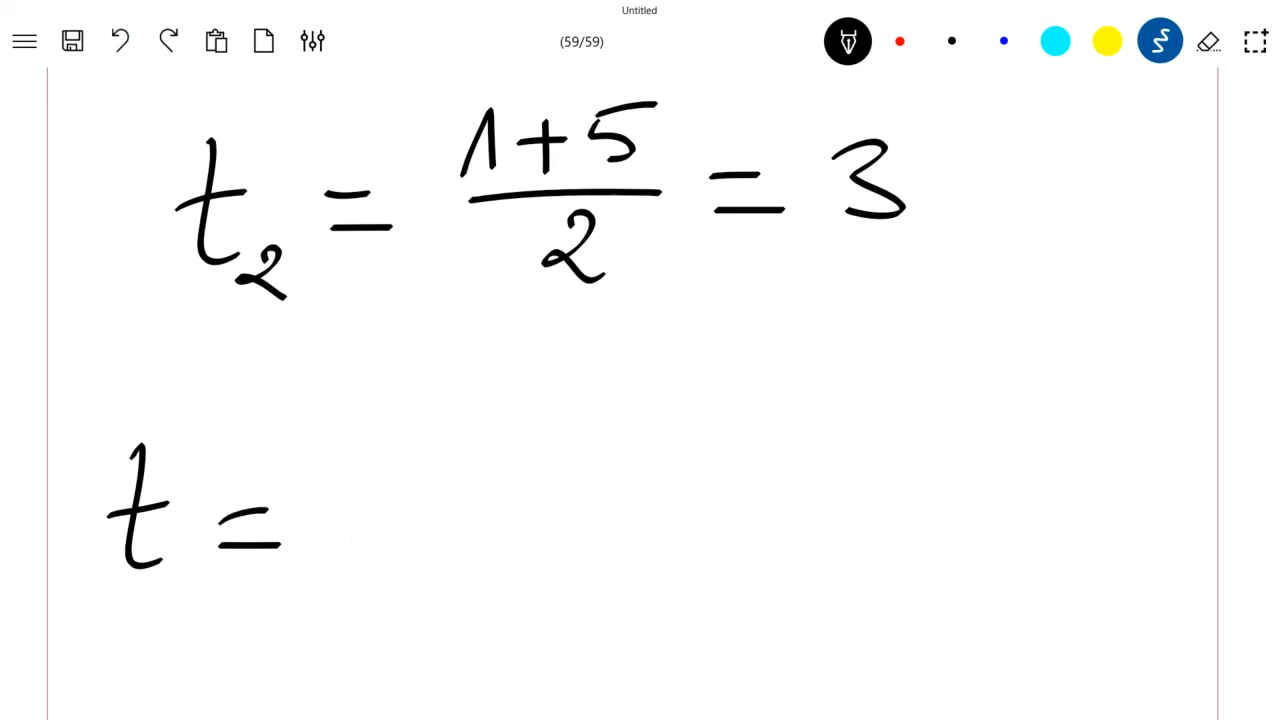 Untitled
(59/59)
t₂ = (1+5)/2 = 3
t =